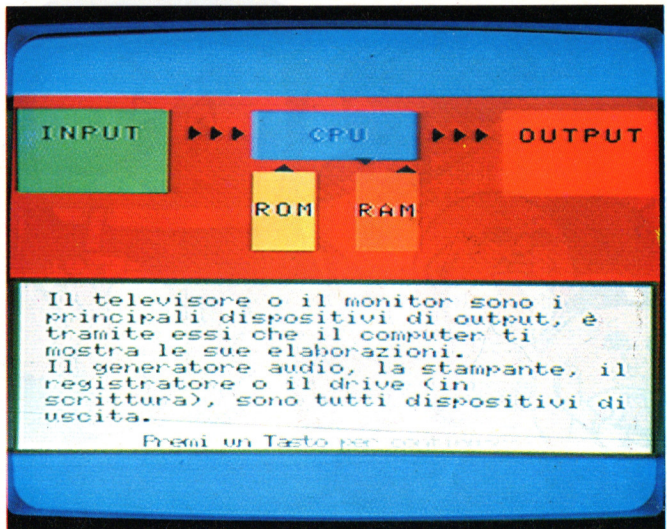 INPUT CPU OUTPUT
ROM RAM
Il televisore o il monitor sono i
principali dispositivi di output, è
tramite essi che il computer ti
mostra le sue elaborazioni.
Il generatore audio, la stampante, il
registratore o il drive (in
scrittura), sono tutti dispositivi di
uscita.
Premi un Tasto per